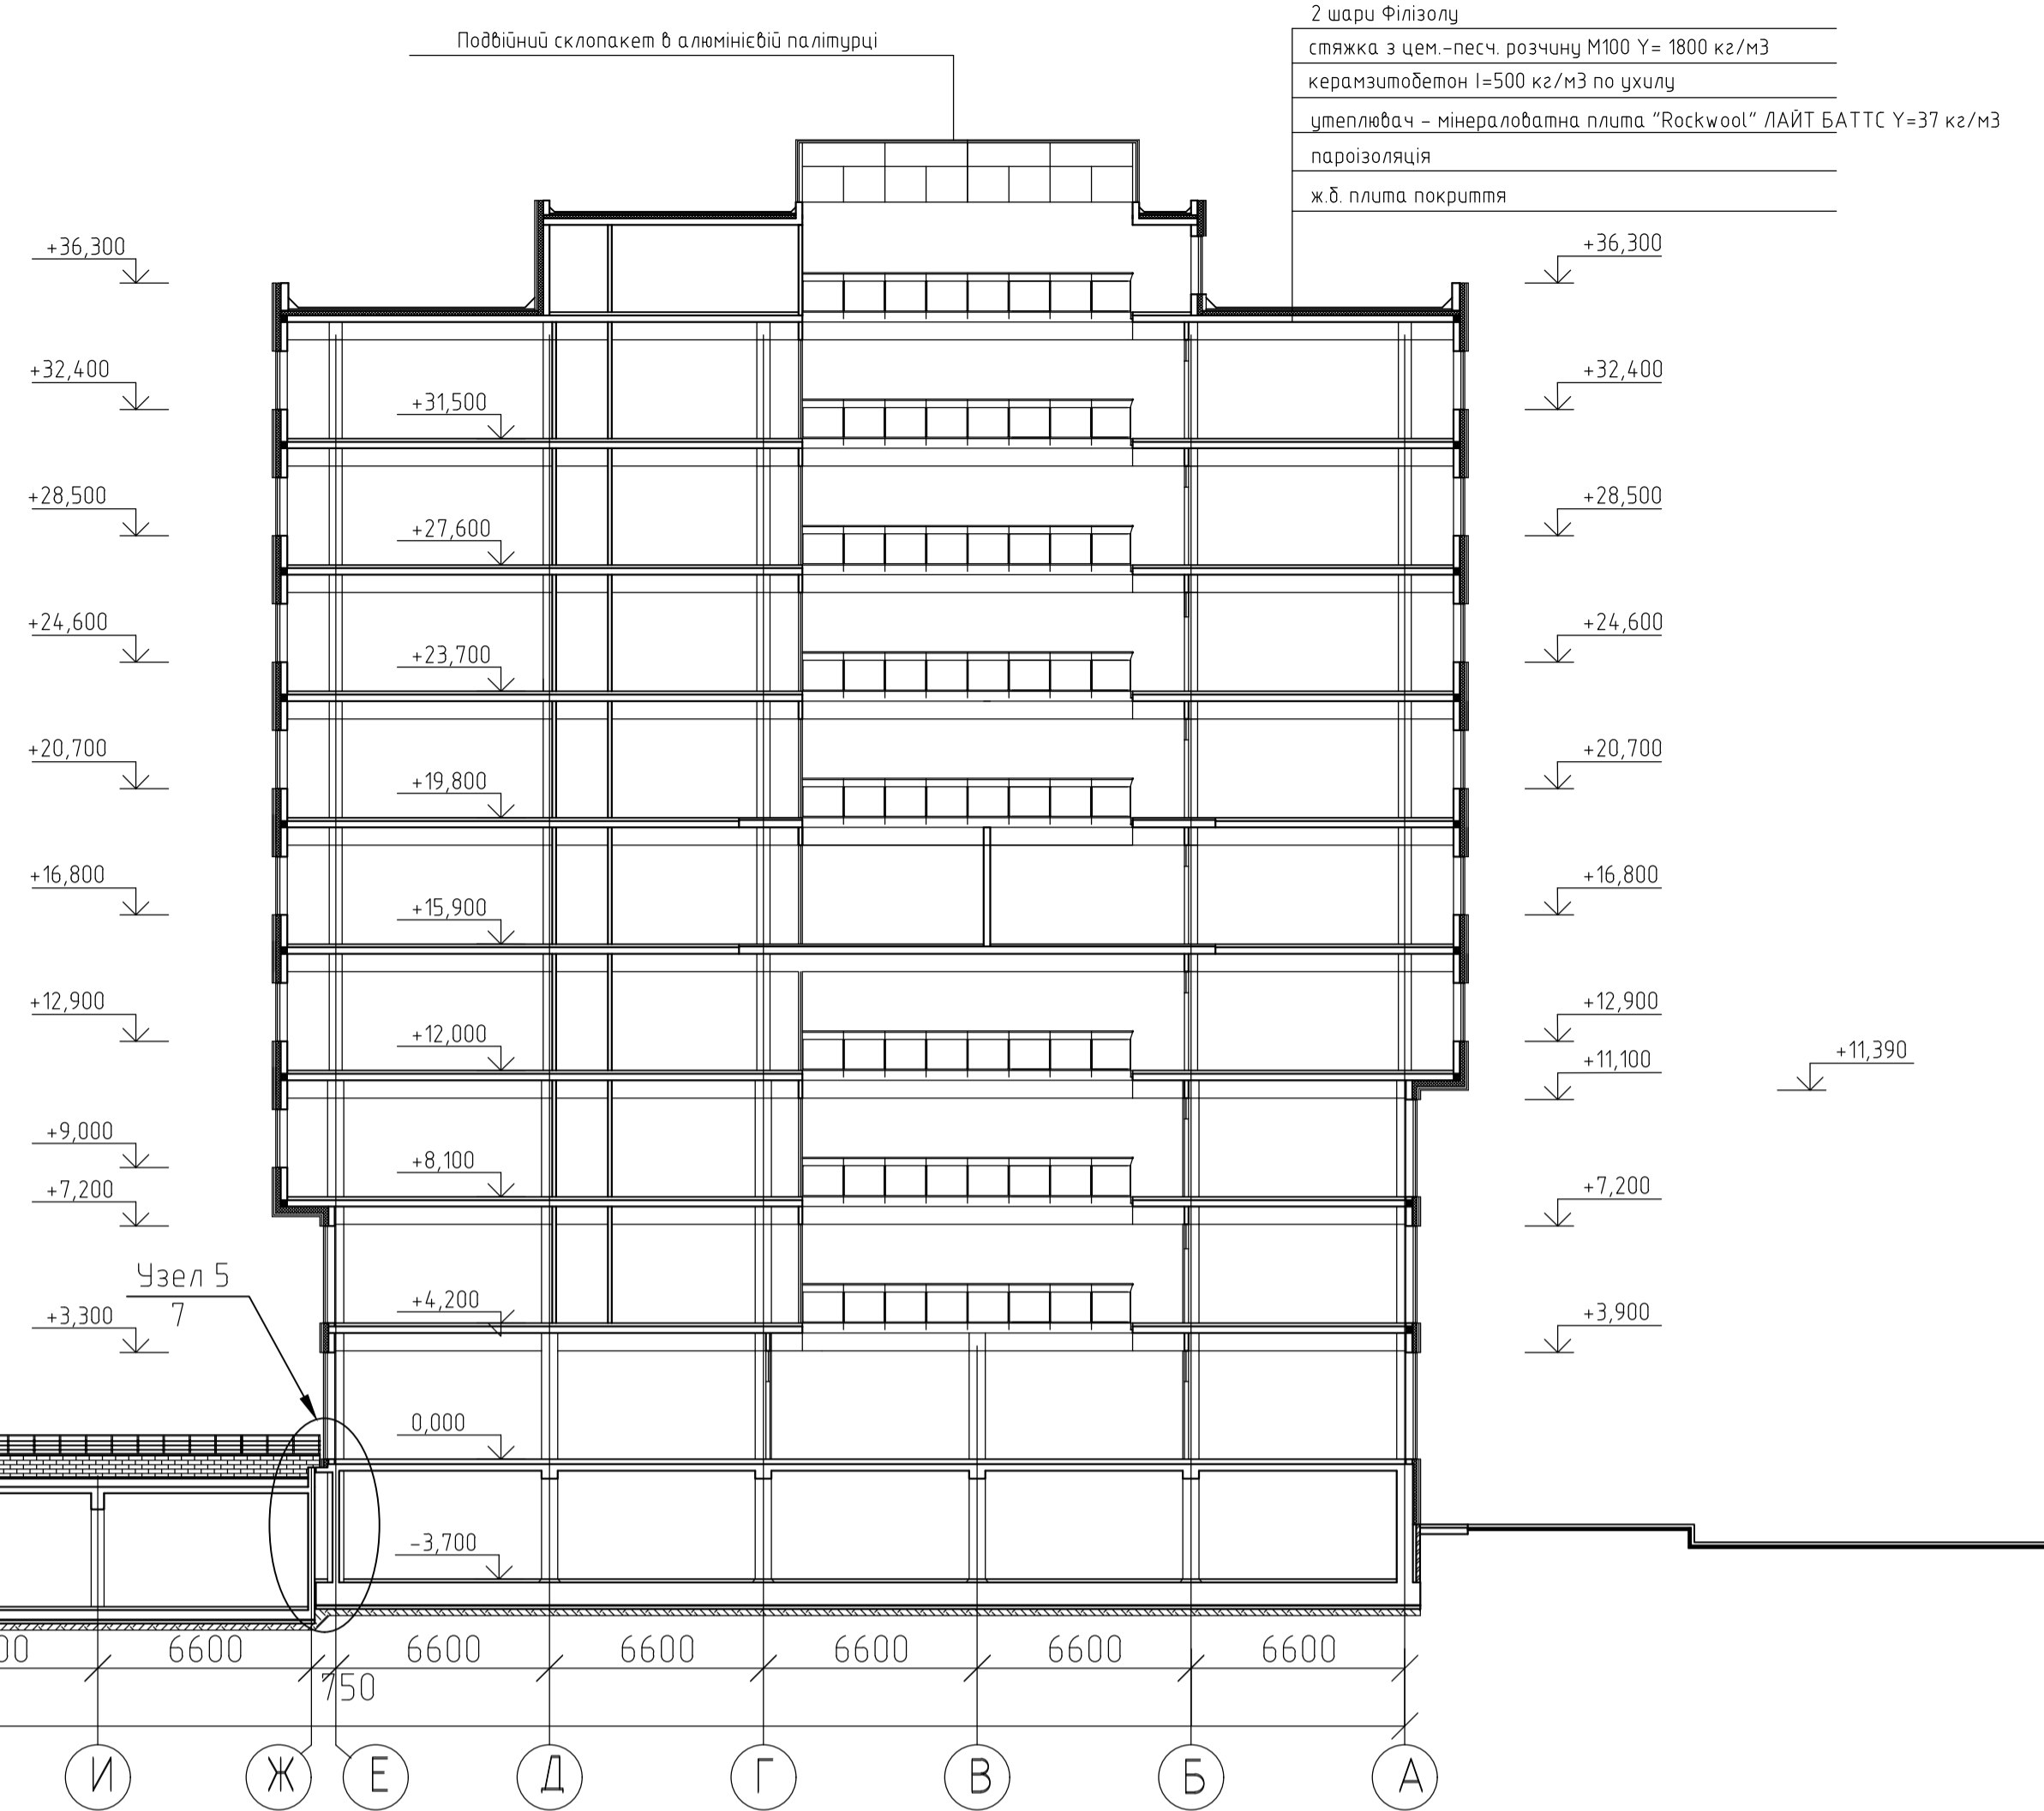 2 шари Філізолу
Подвійний склопакет в алюмінієвій палітурці
стяжка з цем.-песч. розчину М100 Y= 1800 кг/м3
керамзитобетон I=500 кг/м3 по ухилу
утеплювач - мінераловатна плита "Rockwool" ЛАЙТ БАТТС Y=37 кг/м3
пароізоляція
ж.б. плита покриття
+36,300
+36,300
+32,400
+32,400
+31,500
+28,500
+28,500
+27,600
+24,600
+24,600
+23,700
+20,700
+20,700
+19,800
+16,800
+16,800
+15,900
+12,900
+12,900
+12,000
+11,100
+11,390
+9,000
+8,100
+7,200
+7,200
Узел 5
7
+4,200
+3,300
+3,900
0,000
-3,700
00
6600
6600
6600
6600
6600
6600
750
И
Ж
Е
Д
Г
В
Б
А